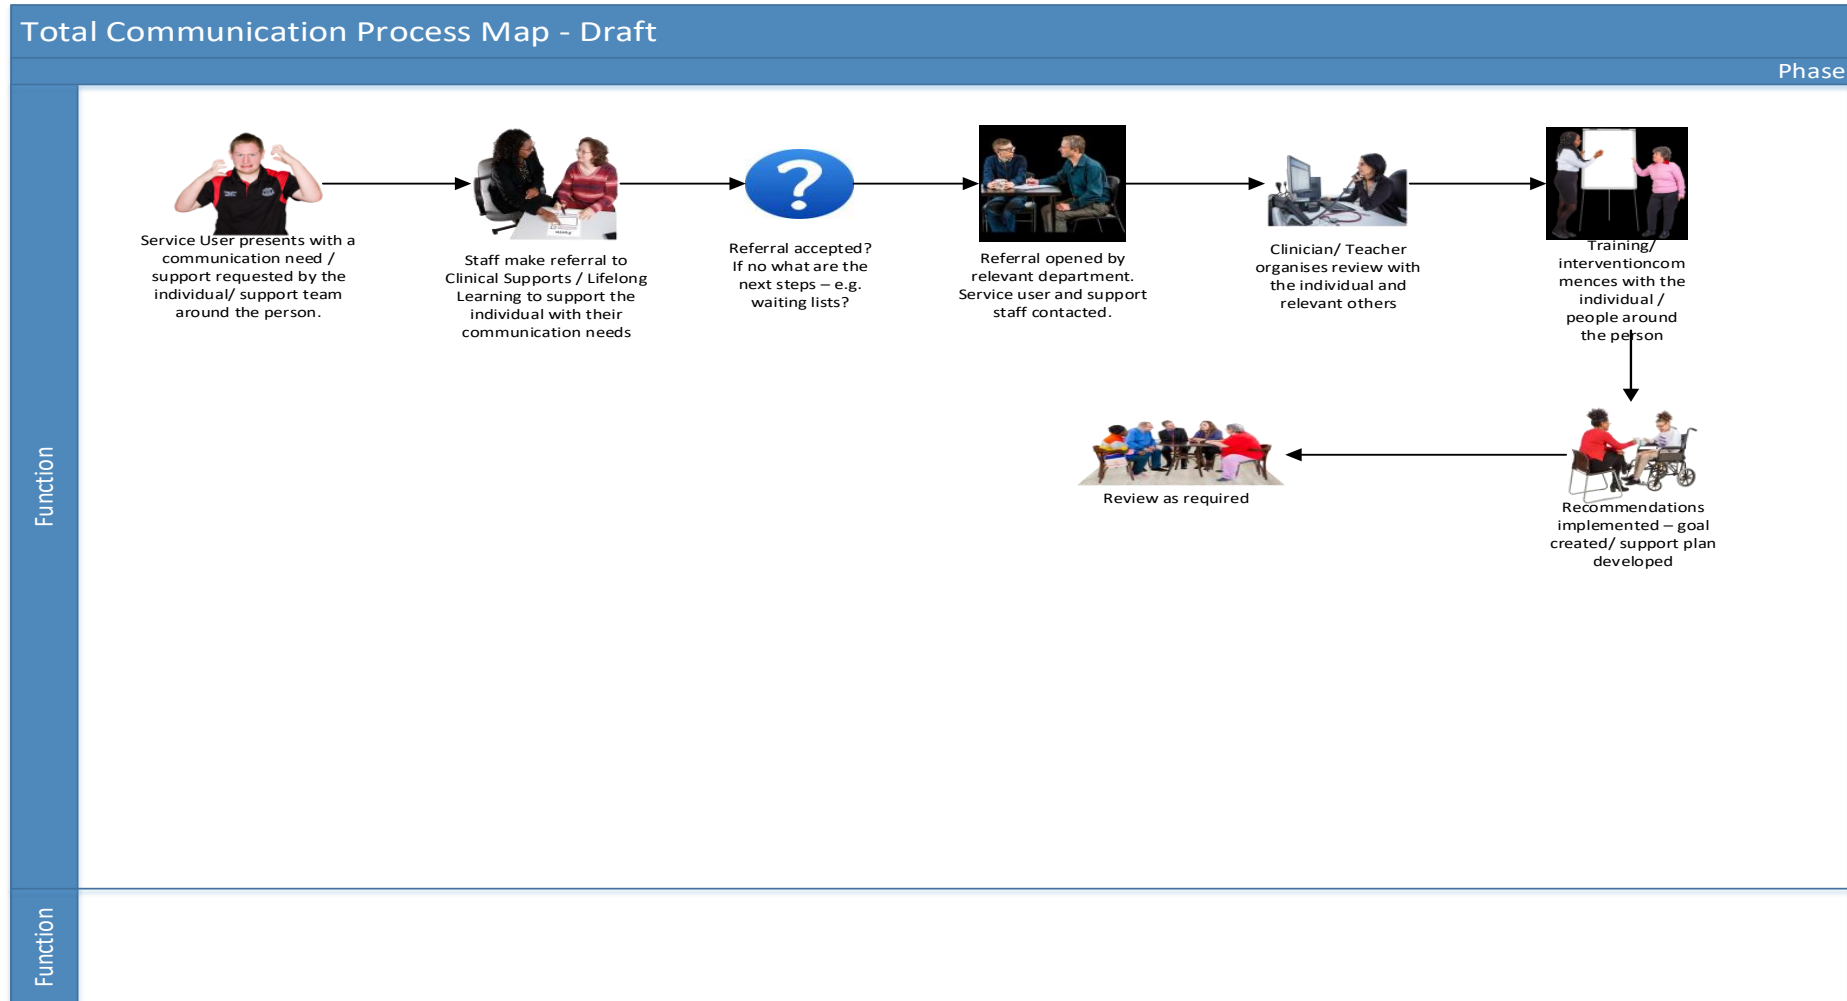 Total Communication Process Map - Draft
Phase
Function
Service User presents with a
communication need /
support requested by the
individual/ support team
around the person.
Staff make referral to
Clinical Supports / Lifelong
Learning to support the
individual with their
communication needs
Referral accepted?
If no what are the
next steps – e.g.
waiting lists?
Referral opened by
relevant department.
Service user and support
staff contacted.
Clinician/ Teacher
organises review with
the individual and
relevant others
Training/
interventioncom
mences with the
individual /
people around
the person
Recommendations
implemented – goal
created/ support plan
developed
Review as required
Function